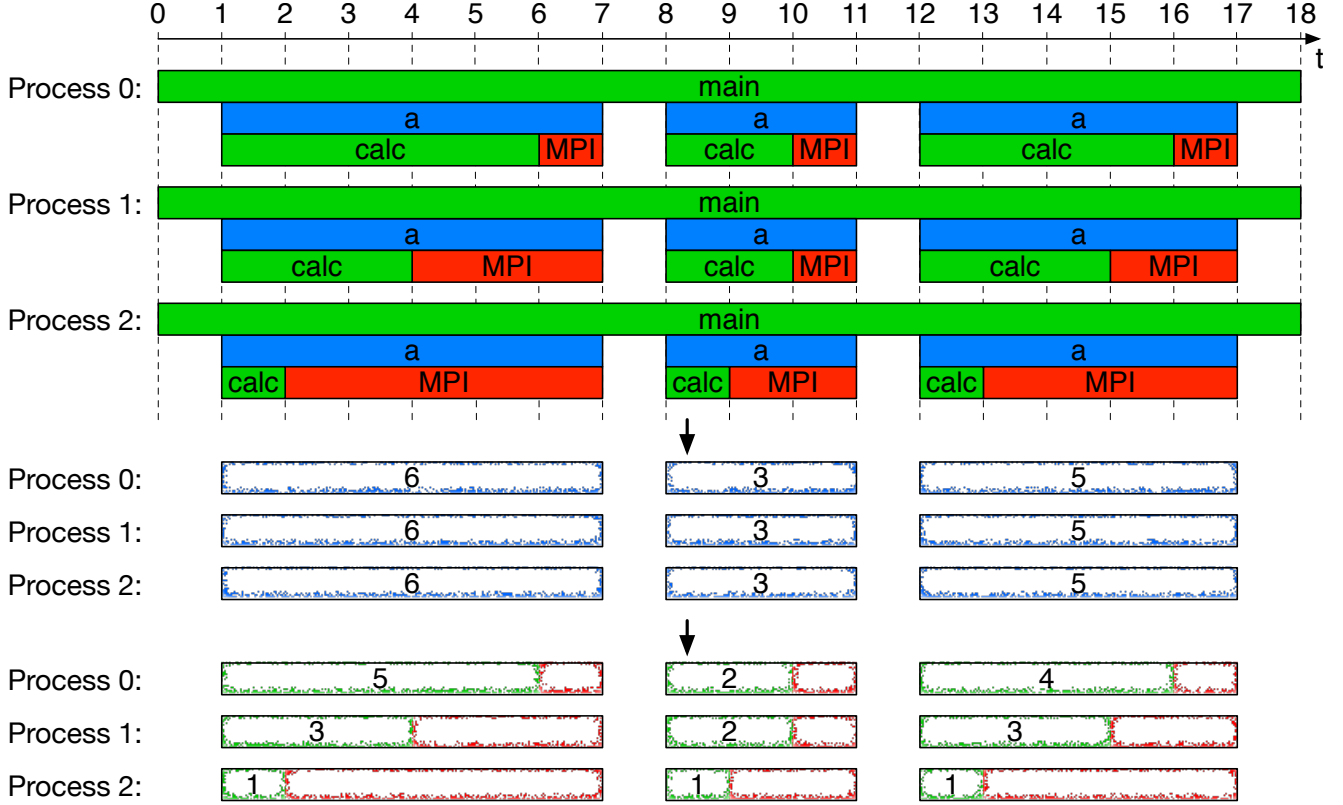 0 1 2 3 4 5 6 7 8 9 10 11 12 13 14 15 16 17 18
t
Process 0: main
a a a
calc MPI calc MPI calc MPI
Process 1: main
a a a
calc MPI calc MPI calc MPI
Process 2: main
a a a
calc MPI calc MPI calc MPI
Process 0: 6 3 5
Process 1: 6 3 5
Process 2: 6 3 5
Process 0: 5 2 4
Process 1: 3 2 3
Process 2: 1 1 1